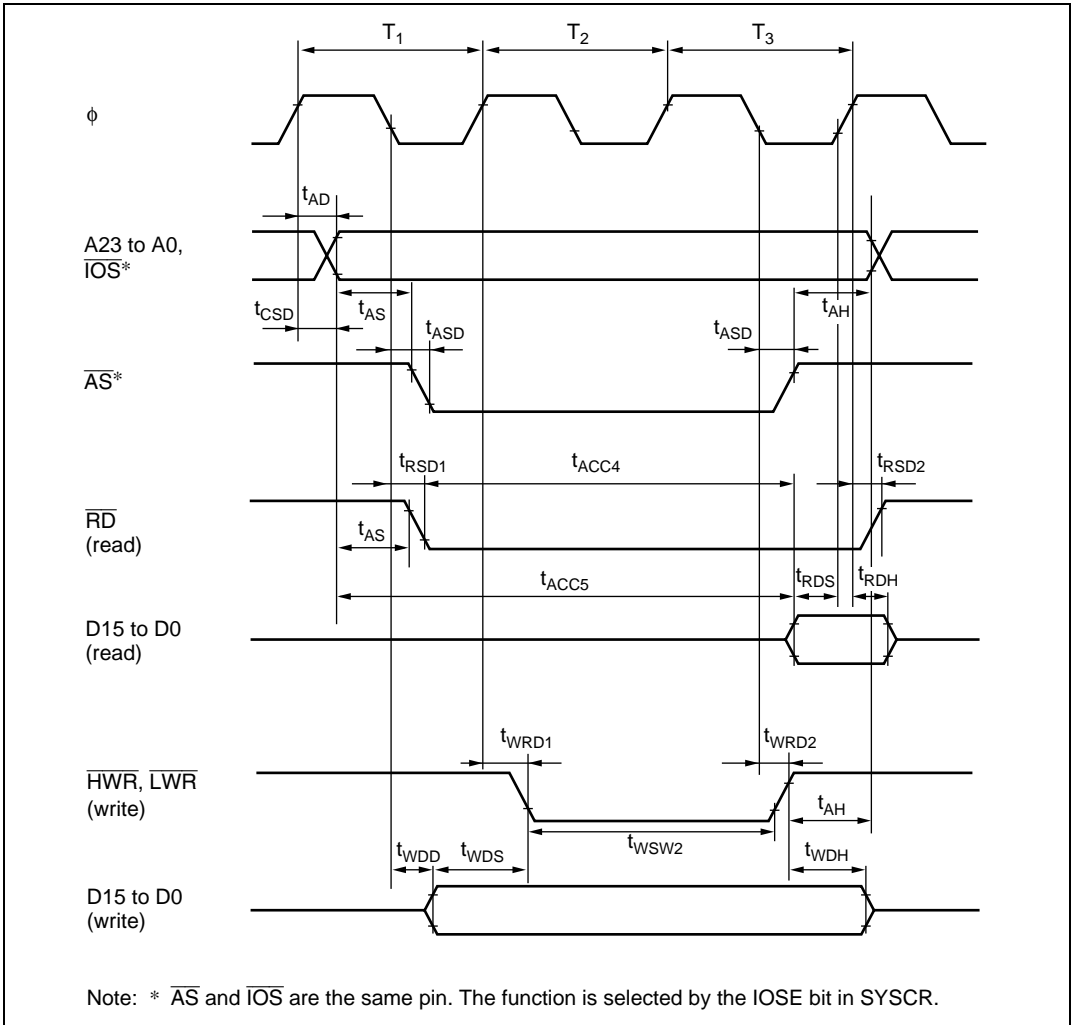 T1 T2 T3
ϕ
tAD
A23 to A0,
IOS*
tCSD tAS tASD tASD tAH
AS*
tRSD1 tACC4 tRSD2
RD
(read)
tAS
tACC5 tRDS tRDH
D15 to D0
(read)
tWRD1 tWRD2
HWR, LWR
(write)
tAH
tWSW2
tWDD tWDS tWDH
D15 to D0
(write)
Note: * AS and IOS are the same pin. The function is selected by the IOSE bit in SYSCR.